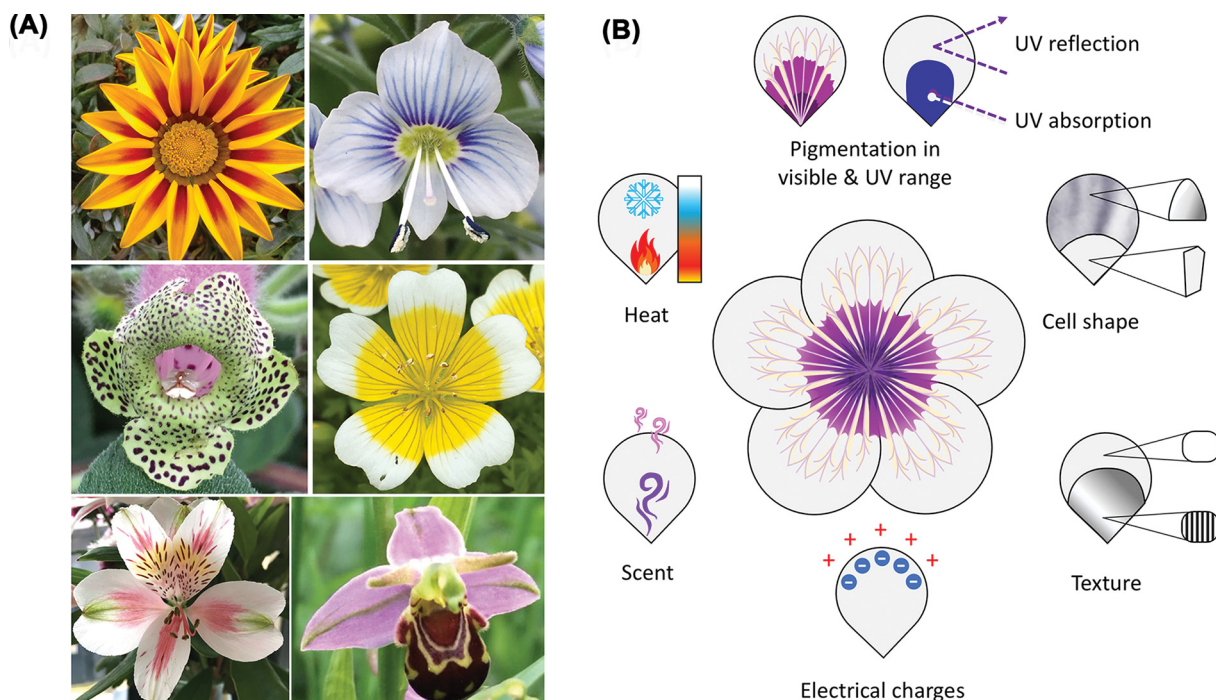 (A)
(B)
UV reflection
UV absorption
Pigmentation in
visible & UV range
Heat
Cell shape
Scent
Texture
Electrical charges